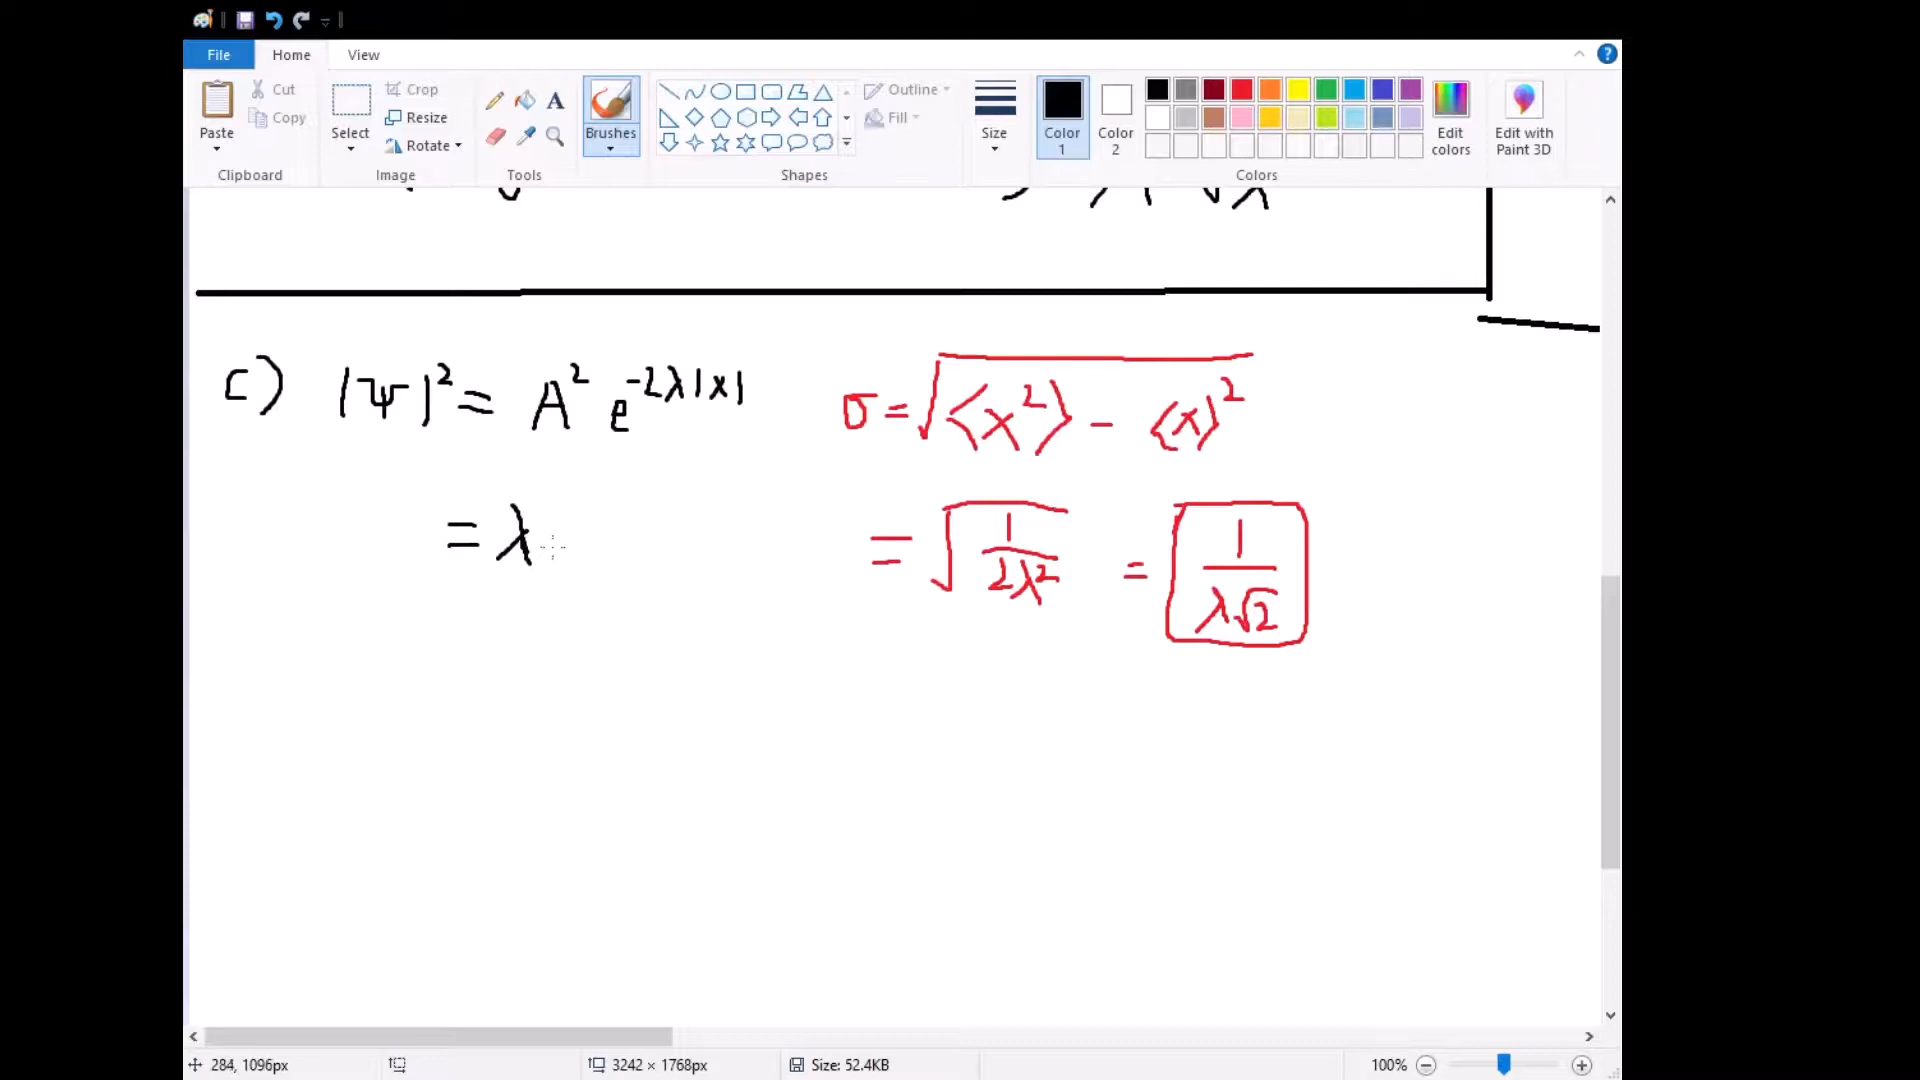 File Home View
Paste Cut Copy Select Crop Resize Rotate A Brushes Outline Fill Size Color 1 Color 2 Edit colors Edit with Paint 3D ?
Clipboard Image Tools Shapes Colors
√λ
c) |Ψ|² = A² e^{-2λ|x|}
σ = √(⟨x²⟩ - ⟨x⟩²)
= λ
= √(1/(2λ²)) = 1/(λ√2)
284, 1096px 3242 × 1768px Size: 52.4KB 100%